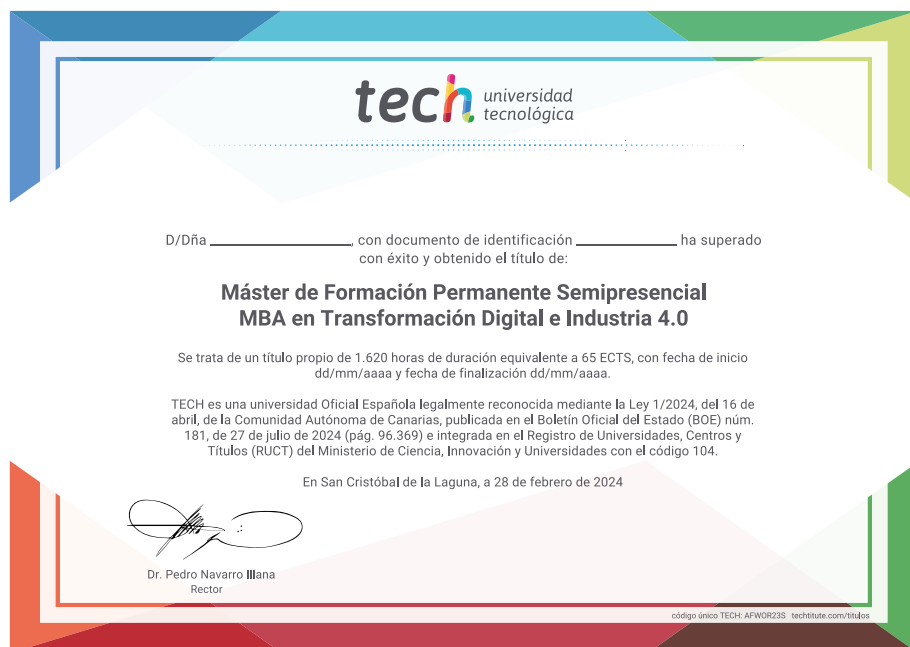 tech universidad
tecnológica
D/Dña ________________, con documento de identificación ____________ ha superado
con éxito y obtenido el título de:
Máster de Formación Permanente Semipresencial
MBA en Transformación Digital e Industria 4.0
Se trata de un título propio de 1.620 horas de duración equivalente a 65 ECTS, con fecha de inicio
dd/mm/aaaa y fecha de finalización dd/mm/aaaa.
TECH es una universidad Oficial Española legalmente reconocida mediante la Ley 1/2024, del 16 de
abril, de la Comunidad Autónoma de Canarias, publicada en el Boletín Oficial del Estado (BOE) núm.
181, de 27 de julio de 2024 (pág. 96.369) e integrada en el Registro de Universidades, Centros y
Títulos (RUCT) del Ministerio de Ciencia, Innovación y Universidades con el código 104.
En San Cristóbal de la Laguna, a 28 de febrero de 2024
Dr. Pedro Navarro Illana
Rector
código único TECH: AFWOR23S techtitute.com/titulos